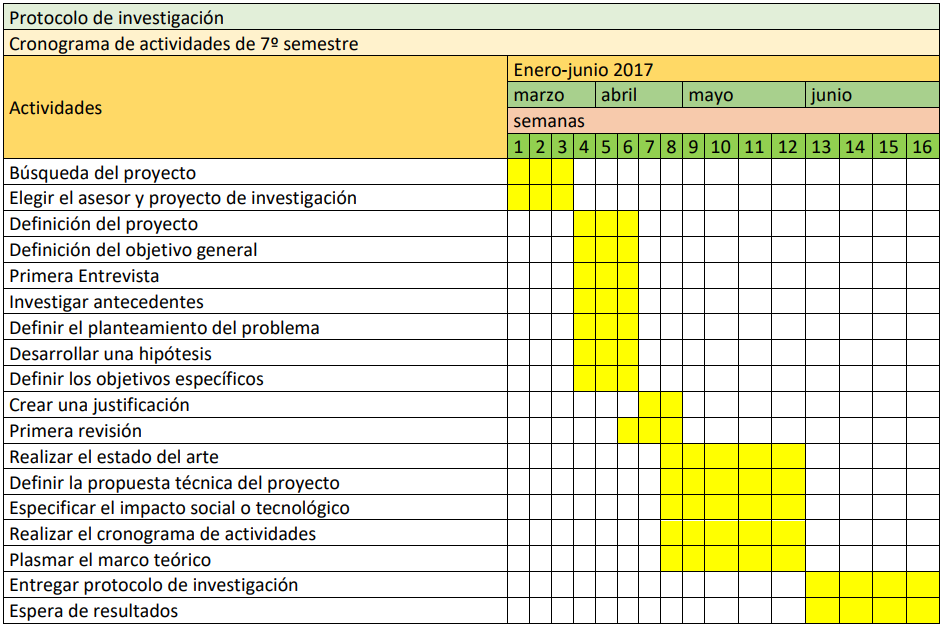 Protocolo de investigación
Cronograma de actividades de 7º semestre
Actividades
Enero-junio 2017
marzo abril mayo junio
semanas
1 2 3 4 5 6 7 8 9 10 11 12 13 14 15 16
Búsqueda del proyecto
Elegir el asesor y proyecto de investigación
Definición del proyecto
Definición del objetivo general
Primera Entrevista
Investigar antecedentes
Definir el planteamiento del problema
Desarrollar una hipótesis
Definir los objetivos específicos
Crear una justificación
Primera revisión
Realizar el estado del arte
Definir la propuesta técnica del proyecto
Especificar el impacto social o tecnológico
Realizar el cronograma de actividades
Plasmar el marco teórico
Entregar protocolo de investigación
Espera de resultados